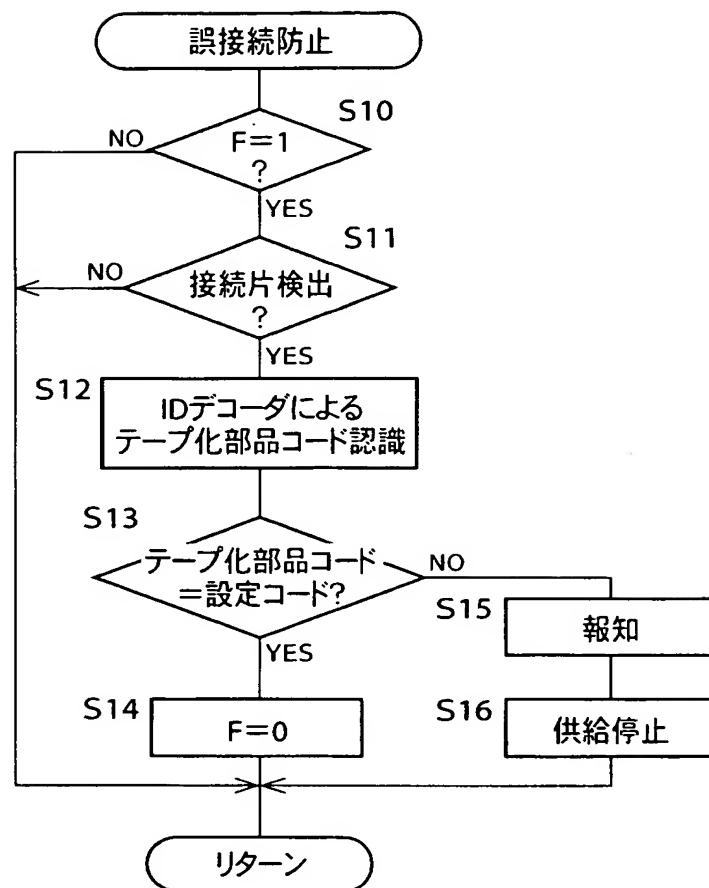 誤接続防止
S10
NO
F=1
?
YES
S11
NO
接続片検出
?
YES
S12
IDデコーダによる
テープ化部品コード認識
S13
テープ化部品コード
=設定コード?
NO
YES
S15
報知
S14
F=0
S16
供給停止
リターン